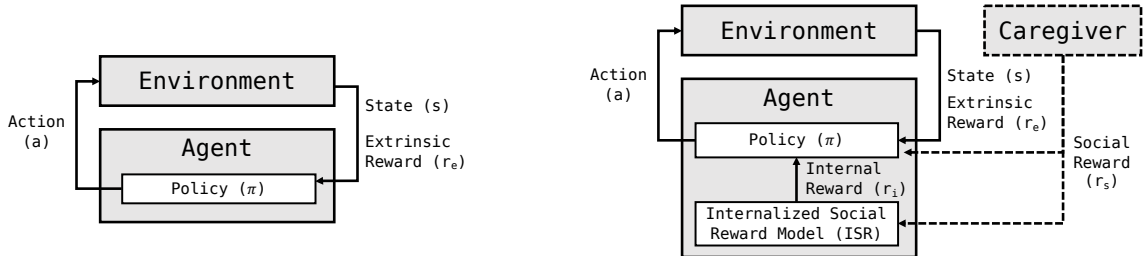 Environment
Action
(a)
State (s)
Extrinsic
Reward (rₑ)
Agent
Policy (π)
Environment
Caregiver
Action
(a)
State (s)
Extrinsic
Reward (rₑ)
Agent
Policy (π)
Internal
Reward (rᵢ)
Social
Reward
(rₛ)
Internalized Social
Reward Model (ISR)